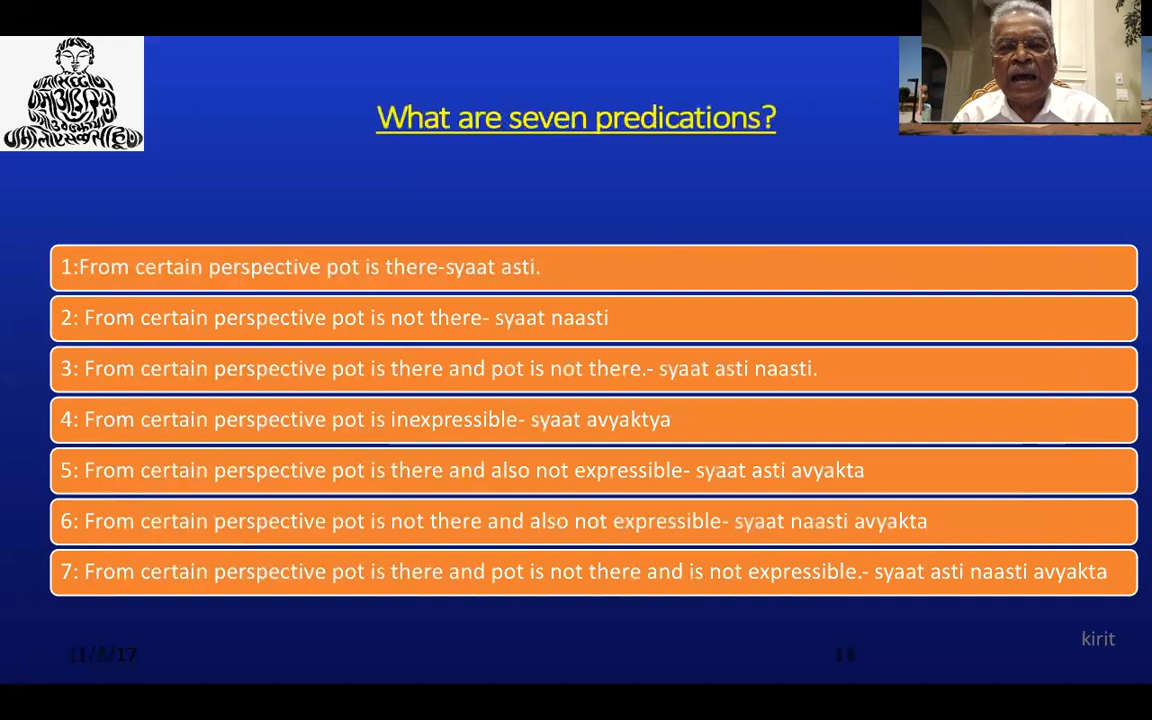 What are seven predications?
1:From certain perspective pot is there-syaat asti.
2: From certain perspective pot is not there- syaat naasti
3: From certain perspective pot is there and pot is not there.- syaat asti naasti.
4: From certain perspective pot is inexpressible- syaat avyaktya
5: From certain perspective pot is there and also not expressible- syaat asti avyakta
6: From certain perspective pot is not there and also not expressible- syaat naasti avyakta
7: From certain perspective pot is there and pot is not there and is not expressible.- syaat asti naasti avyakta
kirit